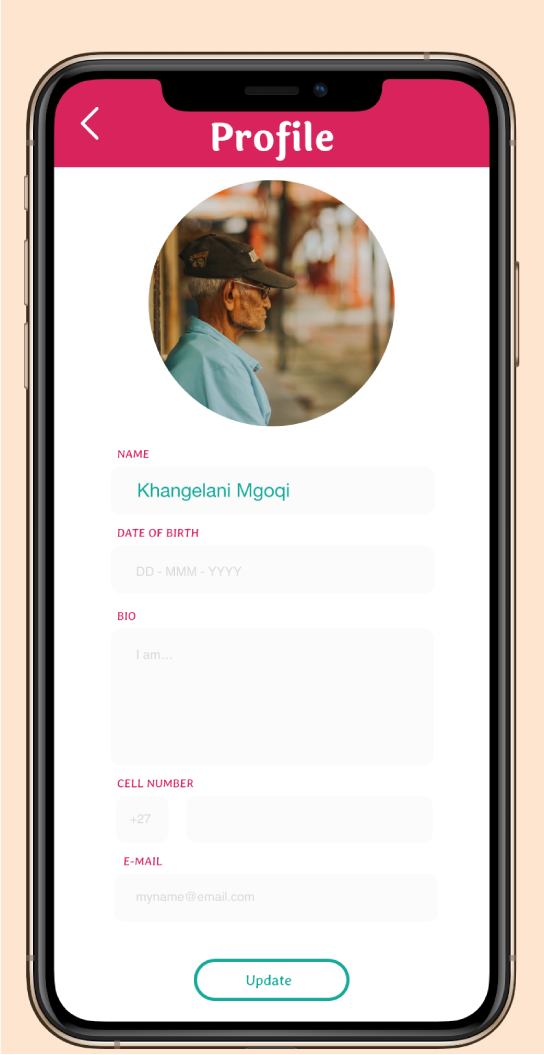 Profile
NAME
Khangelani Mgoqi
DATE OF BIRTH
DD - MMM - YYYY
BIO
I am...
CELL NUMBER
+27
E-MAIL
myname@email.com
Update